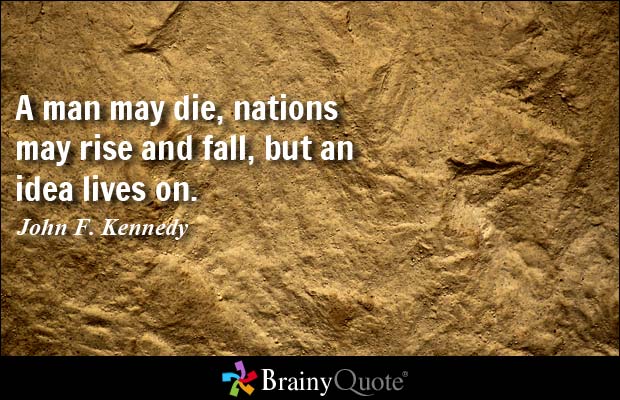 A man may die, nations
may rise and fall, but an
idea lives on.
John F. Kennedy
BrainyQuote®